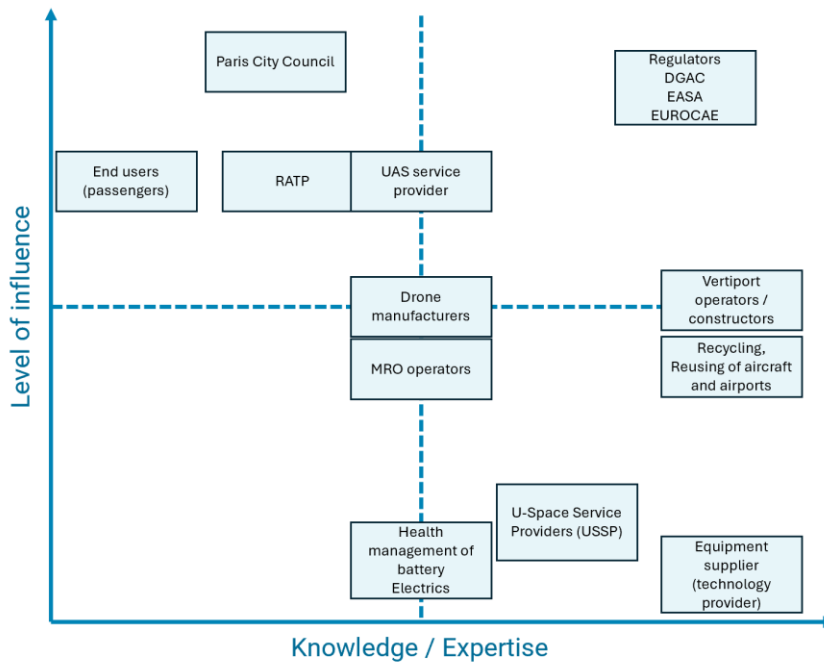 Paris City Council
Regulators
DGAC
EASA
EUROCAE
End users
(passengers)
RATP
UAS service
provider
Level of influence
Drone
manufacturers
Vertiport
operators /
constructors
MRO operators
Recycling,
Reusing of aircraft
and airports
U-Space Service
Providers (USSP)
Health
management of
battery
Electrics
Equipment
supplier
(technology
provider)
Knowledge / Expertise